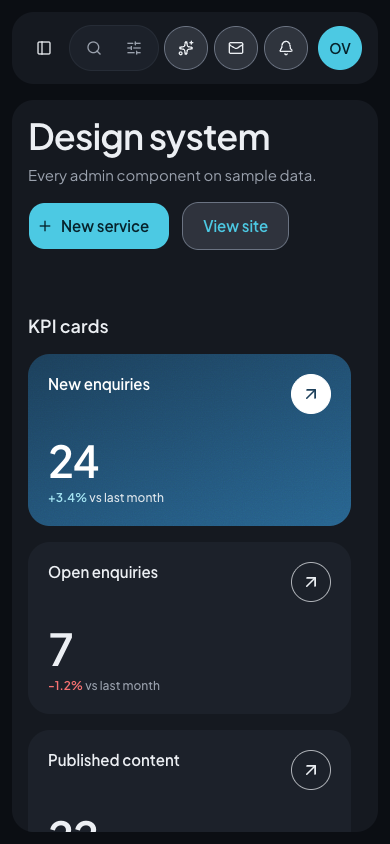 OV
Design system
Every admin component on sample data.
New service
View site
KPI cards
New enquiries
24
+3.4% vs last month
Open enquiries
7
-1.2% vs last month
Published content